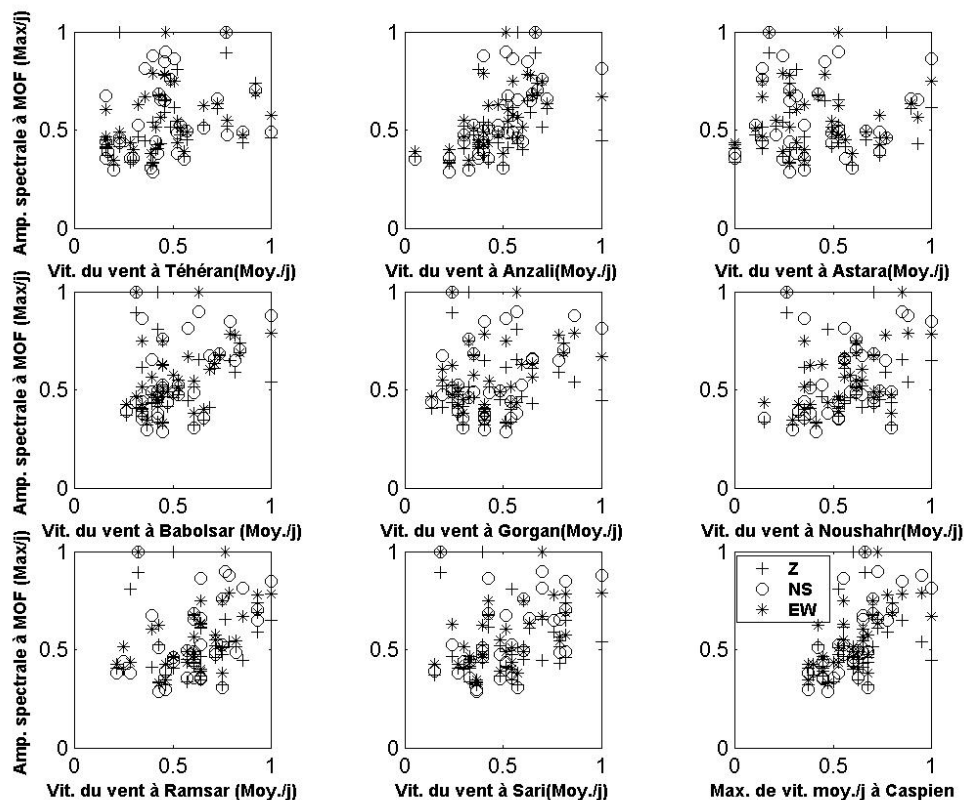 1 1 1
Amp. spectrale à MOF (Max/j)
0.5 0.5 0.5
0 0 0
0 0.5 1 0 0.5 1 0 0.5 1
Vit. du vent à Téhéran(Moy./j) Vit. du vent à Anzali(Moy./j) Vit. du vent à Astara(Moy./j)
1 1 1
Amp. spectrale à MOF (Max/j)
0.5 0.5 0.5
0 0 0
0 0.5 1 0 0.5 1 0 0.5 1
Vit. du vent à Babolsar (Moy./j) Vit. du vent à Gorgan(Moy./j) Vit. du vent à Noushahr(Moy./j)
1 1 1
Amp. spectrale à MOF (Max/j)
Z
NS
EW
0.5 0.5 0.5
0 0 0
0 0.5 1 0 0.5 1 0 0.5 1
Vit. du vent à Ramsar (Moy./j) Vit. du vent à Sari(Moy./j) Max. de vit. moy./j à Caspien